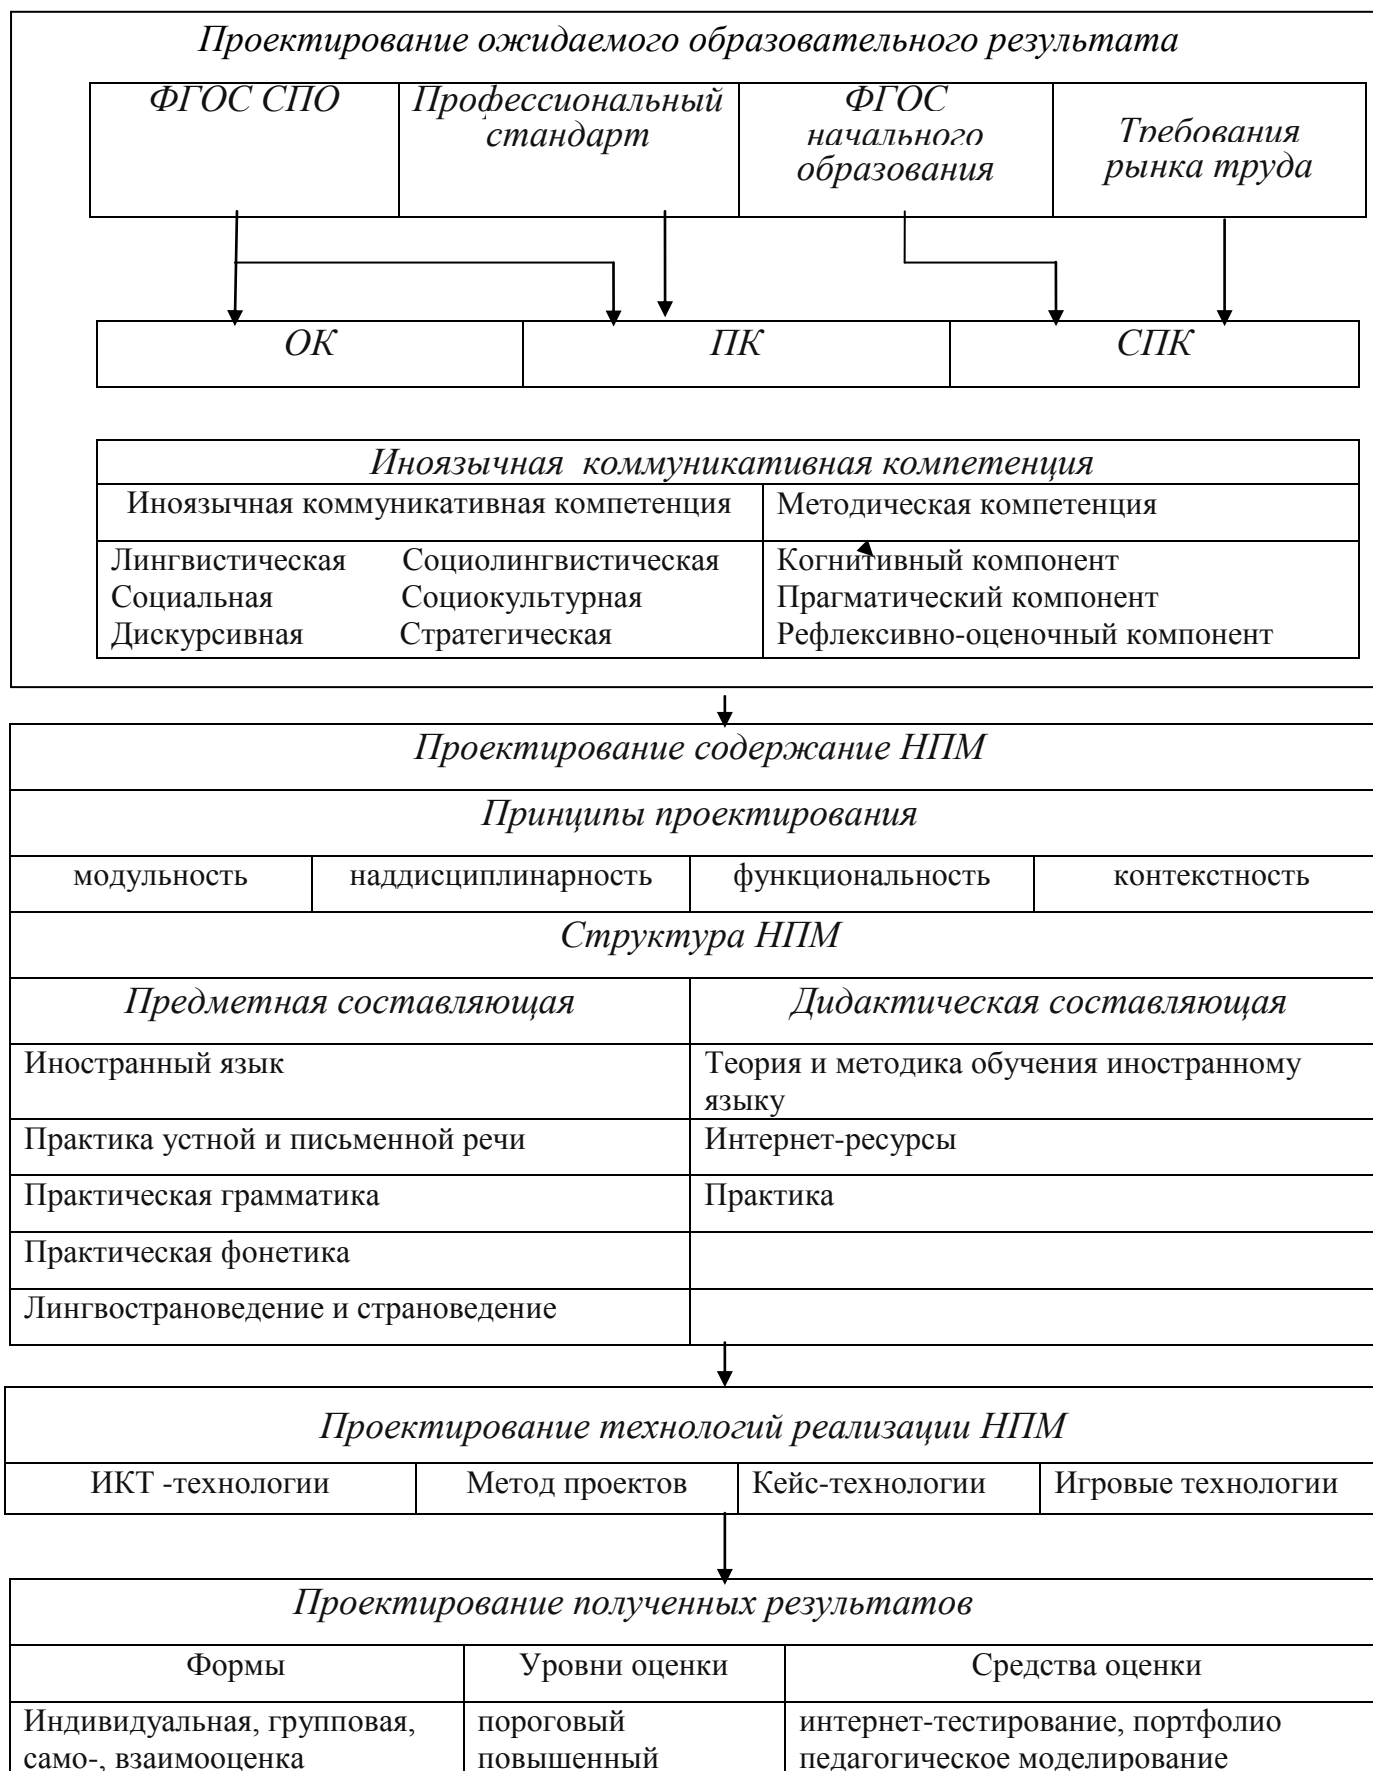 Проектирование ожидаемого образовательного результата
ФГОС СПО
Профессиональный
стандарт
ФГОС
начального
образования
Требования
рынка труда
ОК
ПК
СПК
Иноязычная коммуникативная компетенция
Иноязычная коммуникативная компетенция
Методическая компетенция
Лингвистическая Социолингвистическая
Социальная Социокультурная
Дискурсивная Стратегическая
Когнитивный компонент
Прагматический компонент
Рефлексивно-оценочный компонент
Проектирование содержание НПМ
Принципы проектирования
модульность
наддисциплинарность
функциональность
контекстность
Структура НПМ
Предметная составляющая
Дидактическая составляющая
Иностранный язык
Теория и методика обучения иностранному
языку
Практика устной и письменной речи
Интернет-ресурсы
Практическая грамматика
Практика
Практическая фонетика
Лингвострановедение и страноведение
Проектирование технологий реализации НПМ
ИКТ -технологии
Метод проектов
Кейс-технологии
Игровые технологии
Проектирование полученных результатов
Формы
Уровни оценки
Средства оценки
Индивидуальная, групповая,
само-, взаимооценка
пороговый
повышенный
интернет-тестирование, портфолио
педагогическое моделирование